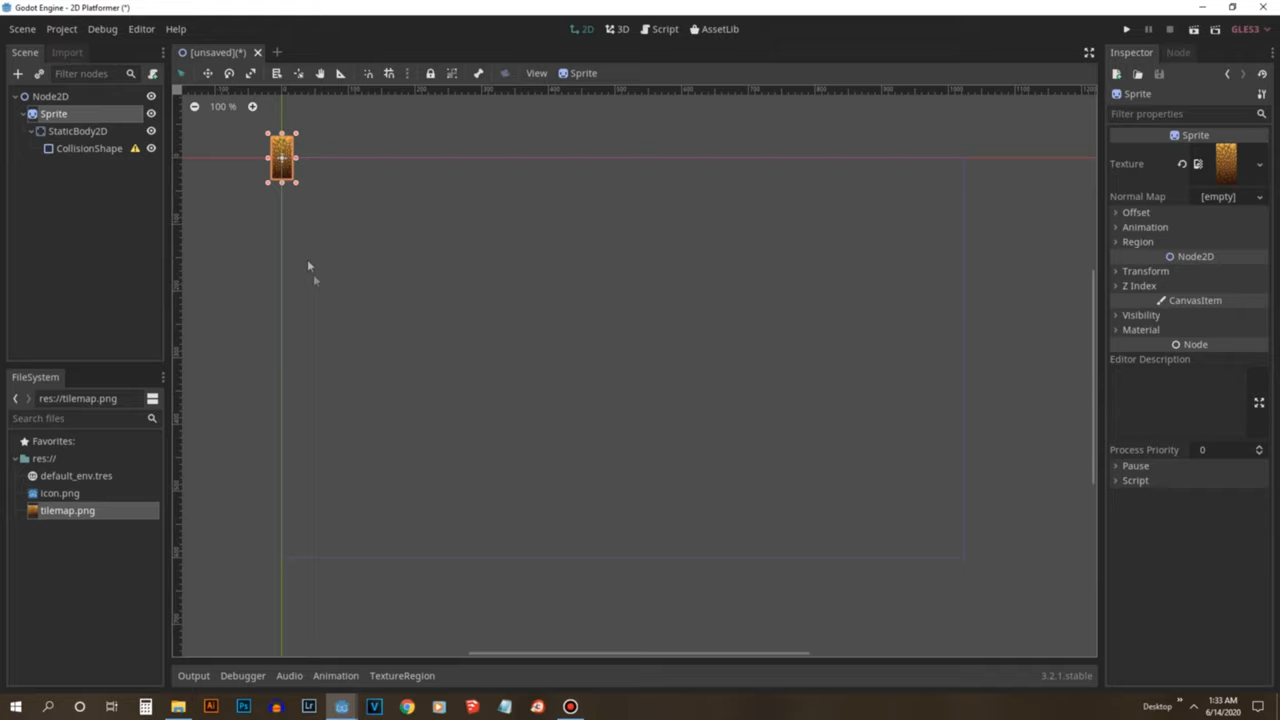 Godot Engine - 2D Platformer (*)
Scene Project Debug Editor Help
2D 3D Script AssetLib
GLES3
Scene Import
[unsaved](*)
Inspector Node
Filter nodes
View Sprite
Node2D
Sprite
StaticBody2D
CollisionShape
100 %
Sprite
Filter properties
Sprite
Texture
Normal Map [empty]
Offset
Animation
Region
Node2D
Transform
Z Index
CanvasItem
Visibility
Material
Node
Editor Description
Process Priority 0
Pause
Script
FileSystem
res://tilemap.png
Search files
Favorites:
res://
default_env.tres
icon.png
tilemap.png
Output Debugger Audio Animation TextureRegion
3.2.1.stable
Desktop
1:33 AM
6/14/2020